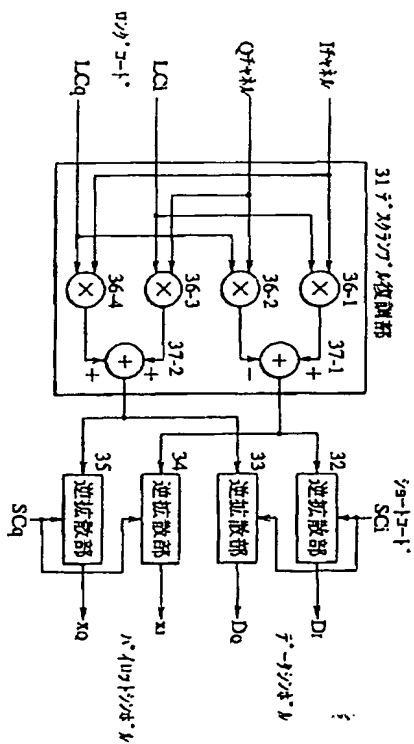 31 デスクランブル復調部
Iチャネル
Qチャネル
LCi
LCq
ロングコード
36-1
36-2
36-3
36-4
×
×
×
×
37-1
+
+
-
37-2
+
+
+
ショートコード
SCi
32
逆拡散部
DI
33
逆拡散部
DQ
データシンボル
34
逆拡散部
xI
35
逆拡散部
xQ
パイロットシンボル
SCq